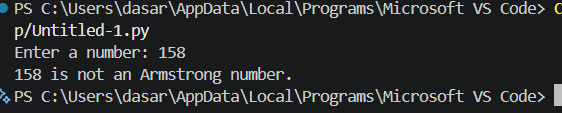 PS C:\Users\dasar\AppData\Local\Programs\Microsoft VS Code>
p/Untitled-1.py
Enter a number: 158
158 is not an Armstrong number.
PS C:\Users\dasar\AppData\Local\Programs\Microsoft VS Code>